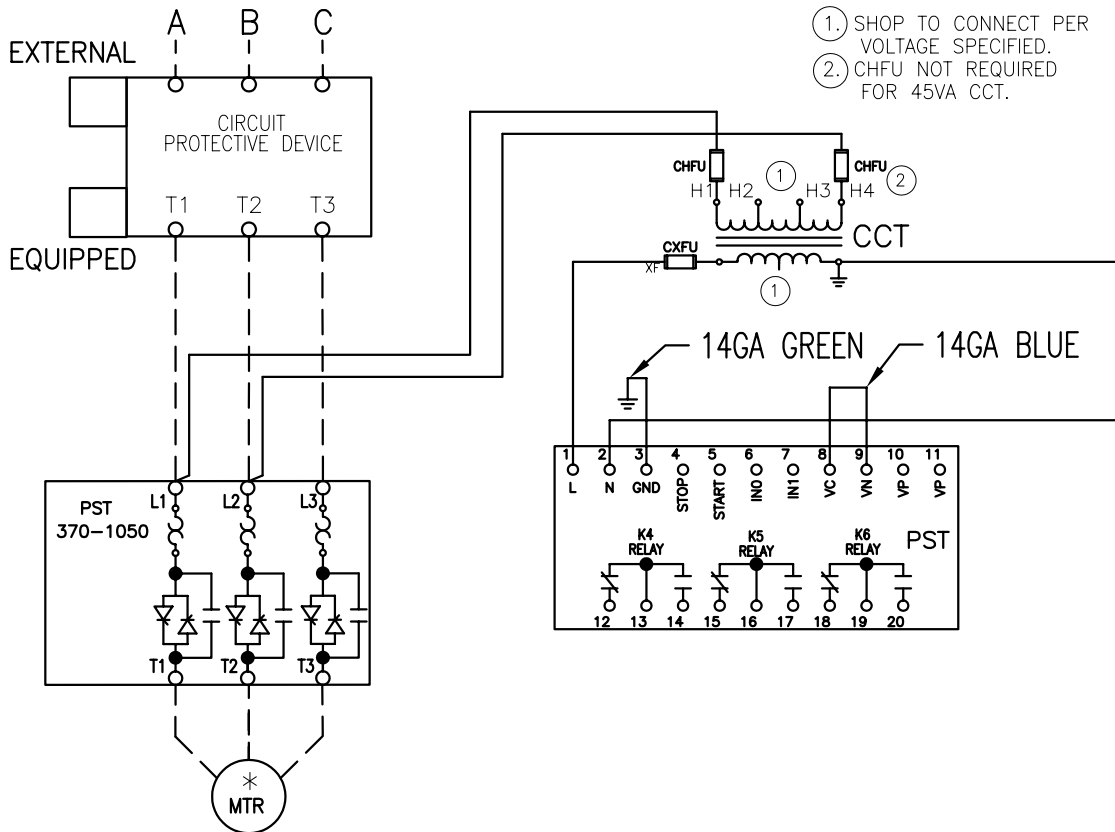 A B C
EXTERNAL
CIRCUIT
PROTECTIVE DEVICE
T1 T2 T3
EQUIPPED
1. SHOP TO CONNECT PER
VOLTAGE SPECIFIED.
2. CHFU NOT REQUIRED
FOR 45VA CCT.
CHFU CHFU 2
H1 H2 1 H3 H4
CCT
CXFU
XF
1
14GA GREEN 14GA BLUE
1 2 3 4 5 6 7 8 9 10 11
L N GND STOP START IN0 IN1 VC VN VP VP
PST
K4 K5 K6
RELAY RELAY RELAY
12 13 14 15 16 17 18 19 20
PST
370-1050
L1 L2 L3
T1 T2 T3
*
MTR